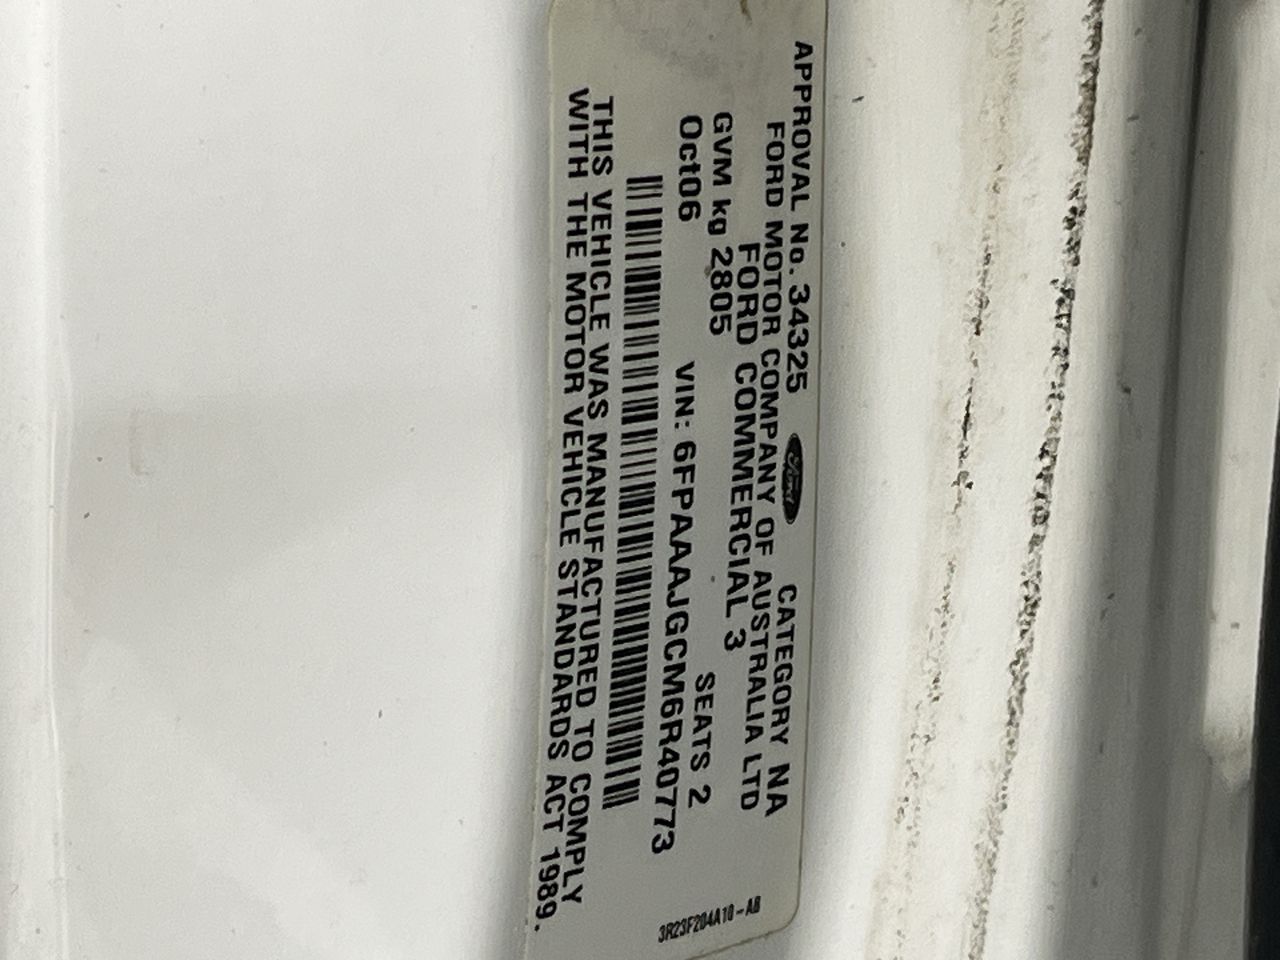 APPROVAL No. 34325 Ford CATEGORY NA
FORD MOTOR COMPANY OF AUSTRALIA LTD
FORD COMMERCIAL 3
GVM kg 2805 SEATS 2
Oct06 VIN: 6FPAAAJGCM6R40773
THIS VEHICLE WAS MANUFACTURED TO COMPLY
WITH THE MOTOR VEHICLE STANDARDS ACT 1989.
3R23F204A10-AB